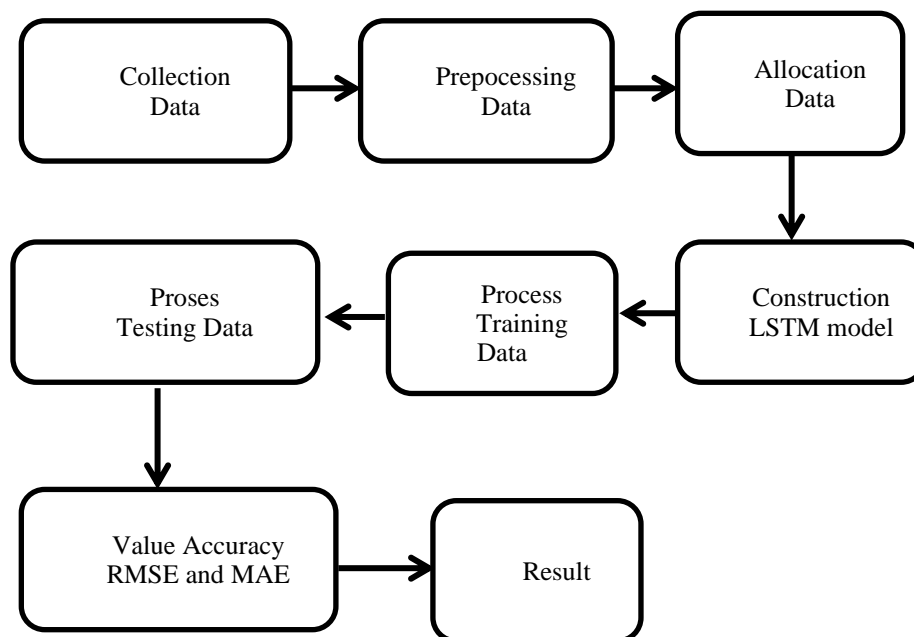 Collection
Data
Prepocessing
Data
Allocation
Data
Construction
LSTM model
Process
Training
Data
Proses
Testing Data
Value Accuracy
RMSE and MAE
Result